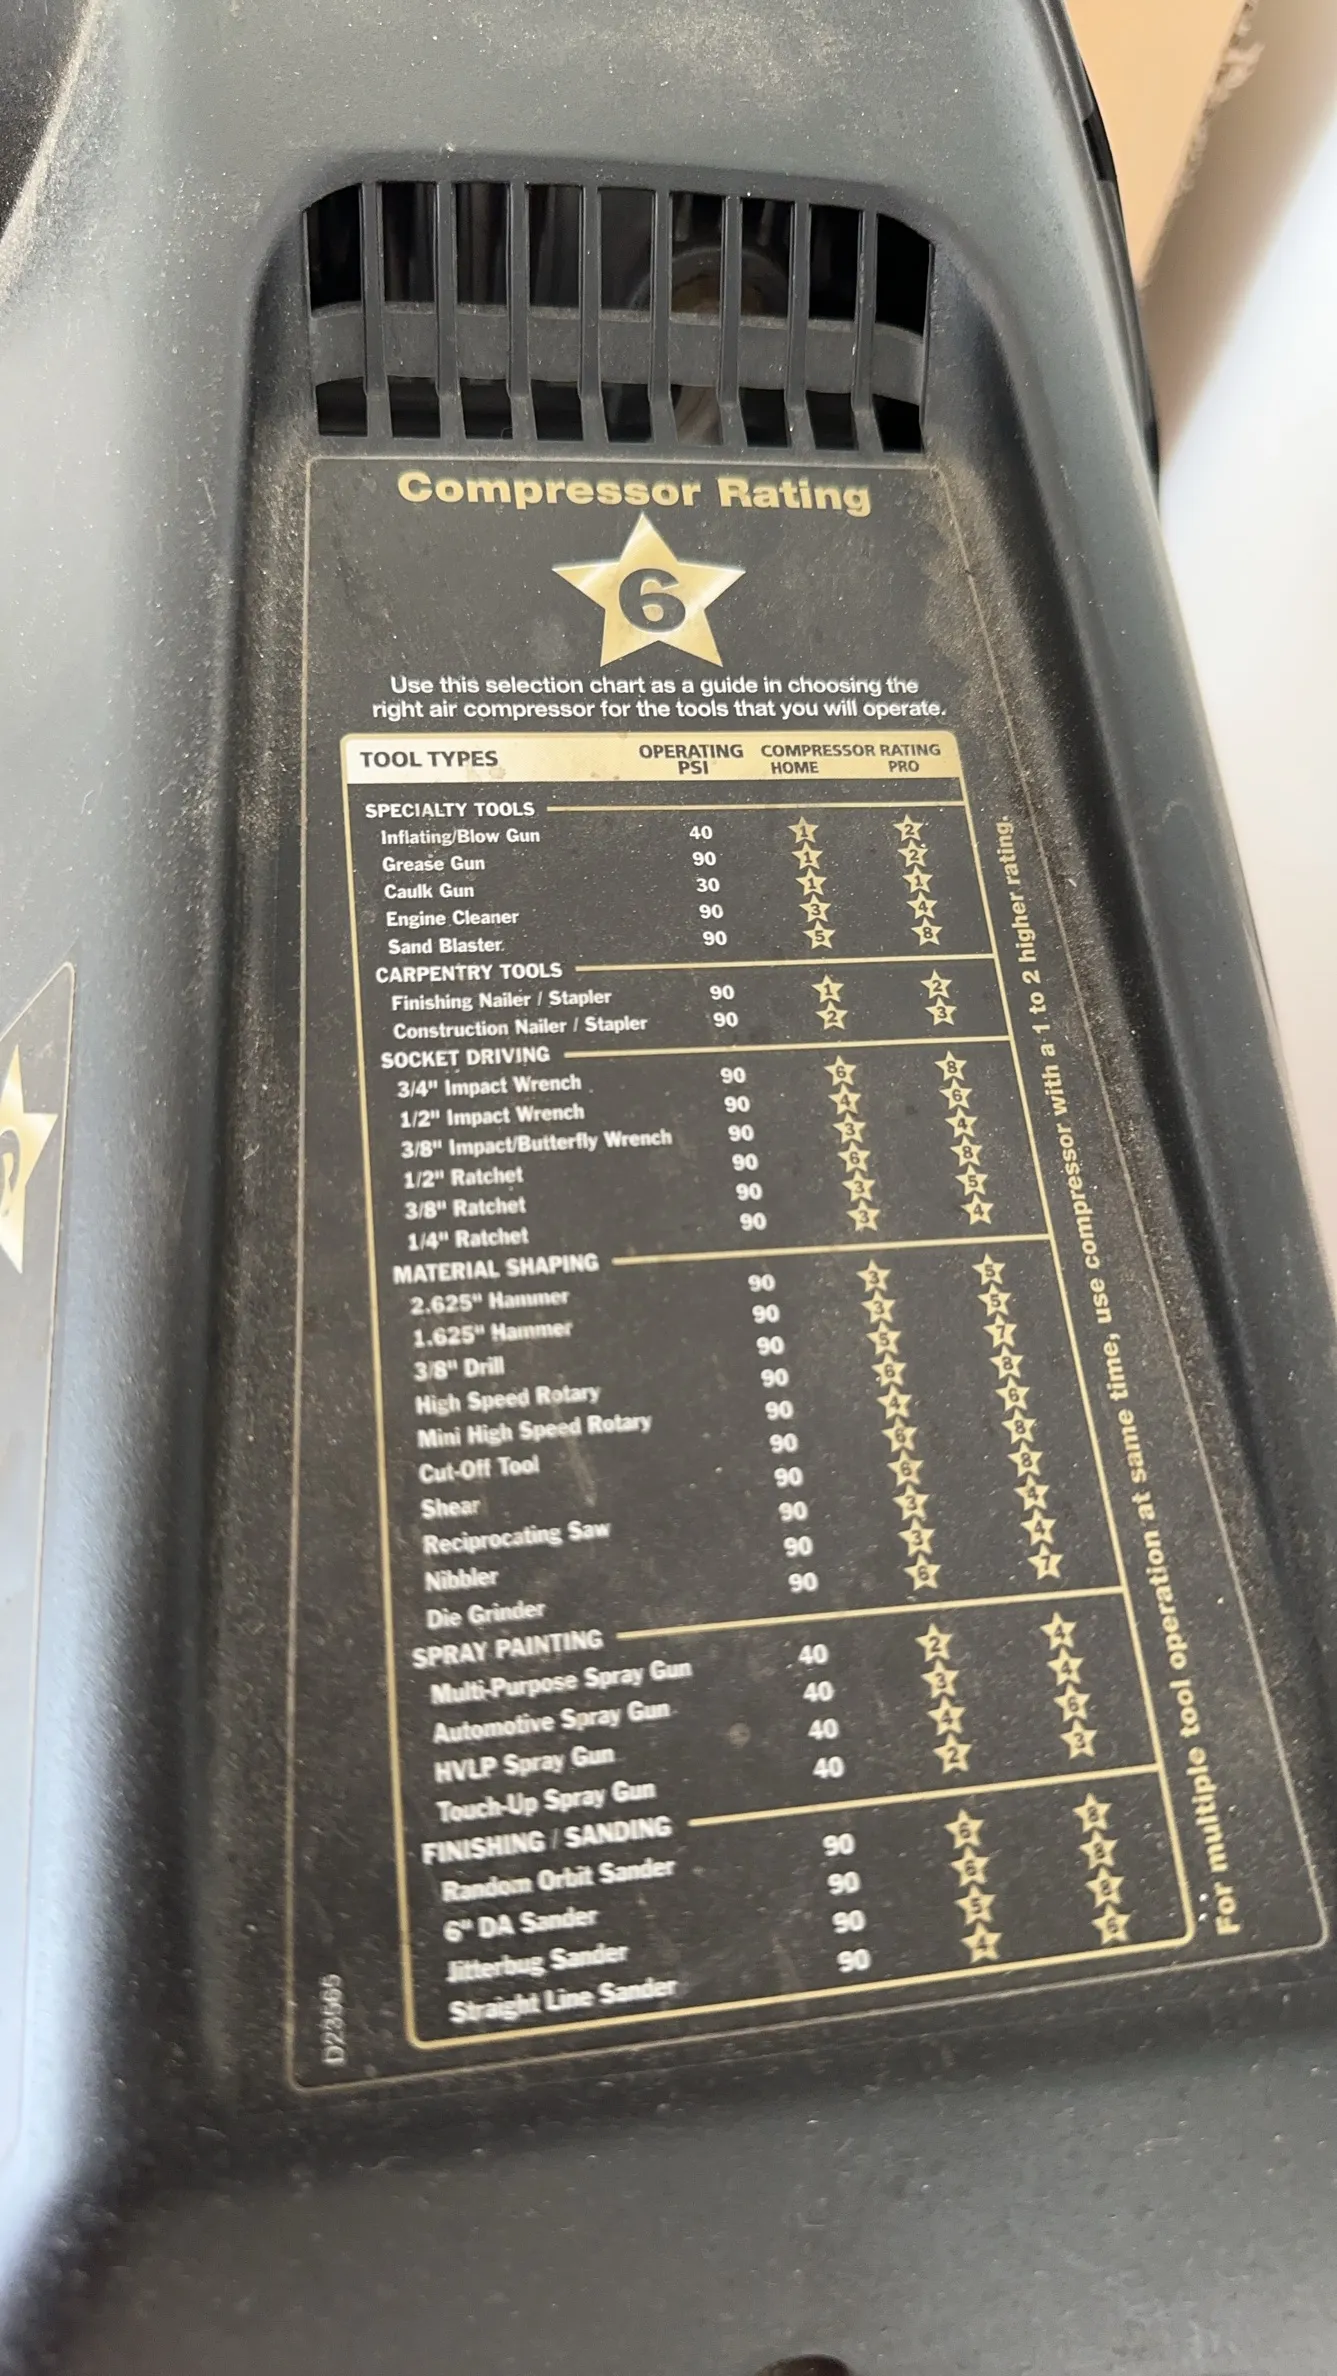 Compressor Rating
6
Use this selection chart as a guide in choosing the
right air compressor for the tools that you will operate.
TOOL TYPES OPERATING PSI COMPRESSOR RATING HOME PRO
SPECIALTY TOOLS
Inflating/Blow Gun 40 1 2
Grease Gun 90 1 2
Caulk Gun 30 1 1
Engine Cleaner 90 3 4
Sand Blaster 90 5 8
CARPENTRY TOOLS
Finishing Nailer / Stapler 90 1 2
Construction Nailer / Stapler 90 2 3
SOCKET DRIVING
3/4" Impact Wrench 90 6 8
1/2" Impact Wrench 90 4 6
3/8" Impact/Butterfly Wrench 90 3 4
1/2" Ratchet 90 6 8
3/8" Ratchet 90 3 5
1/4" Ratchet 90 3 4
MATERIAL SHAPING
2.625" Hammer 90 3 5
1.625" Hammer 90 3 5
3/8" Drill 90 5 7
High Speed Rotary 90 6 8
Mini High Speed Rotary 90 4 6
Cut-Off Tool 90 6 8
Shear 90 6 8
Reciprocating Saw 90 3 4
Nibbler 90 3 4
Die Grinder 90 6 7
SPRAY PAINTING
Multi-Purpose Spray Gun 40 2 4
Automotive Spray Gun 40 3 4
HVLP Spray Gun 40 4 6
Touch-Up Spray Gun 40 2 3
FINISHING / SANDING
Random Orbit Sander 90 6 8
6" DA Sander 90 6 8
Jitterbug Sander 90 5
Straight Line Sander 90 4 6
For multiple tool operation at same time, use compressor with a 1 to 2 higher rating.
D23565